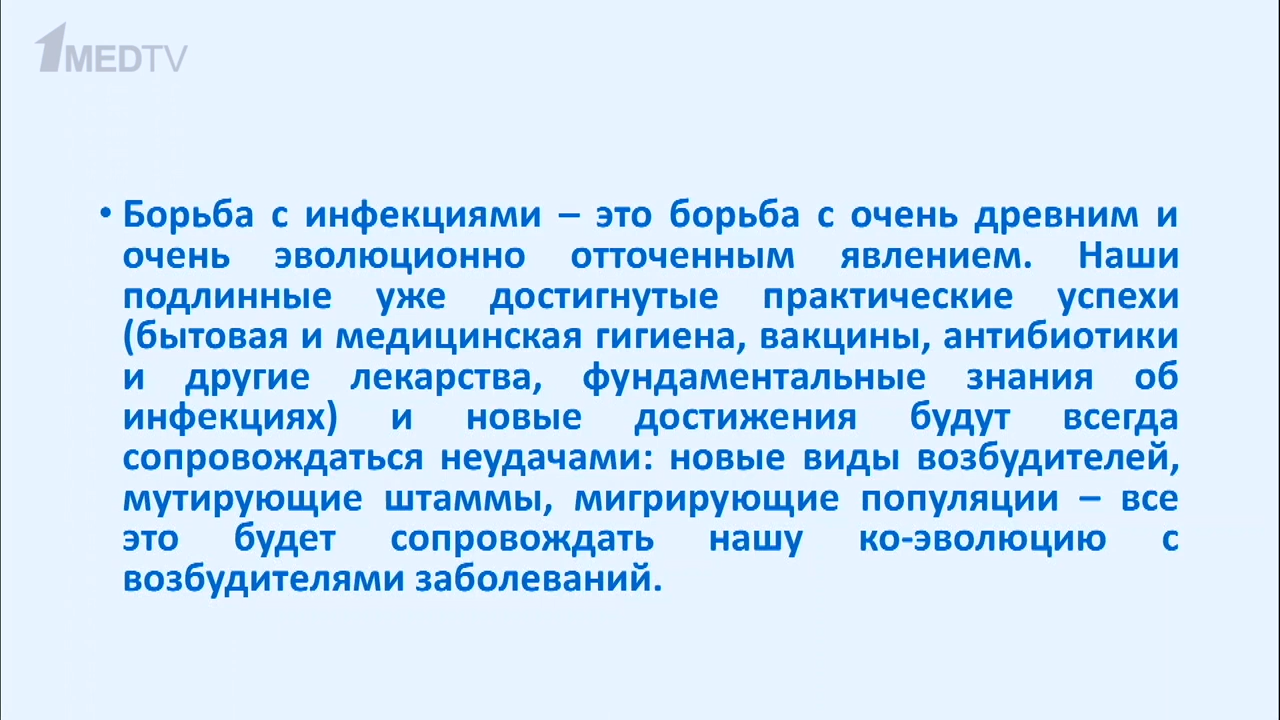 1MEDTV
• Борьба с инфекциями – это борьба с очень древним и
очень эволюционно отточенным явлением. Наши
подлинные уже достигнутые практические успехи
(бытовая и медицинская гигиена, вакцины, антибиотики
и другие лекарства, фундаментальные знания об
инфекциях) и новые достижения будут всегда
сопровождаться неудачами: новые виды возбудителей,
мутирующие штаммы, мигрирующие популяции – все
это будет сопровождать нашу ко-эволюцию с
возбудителями заболеваний.